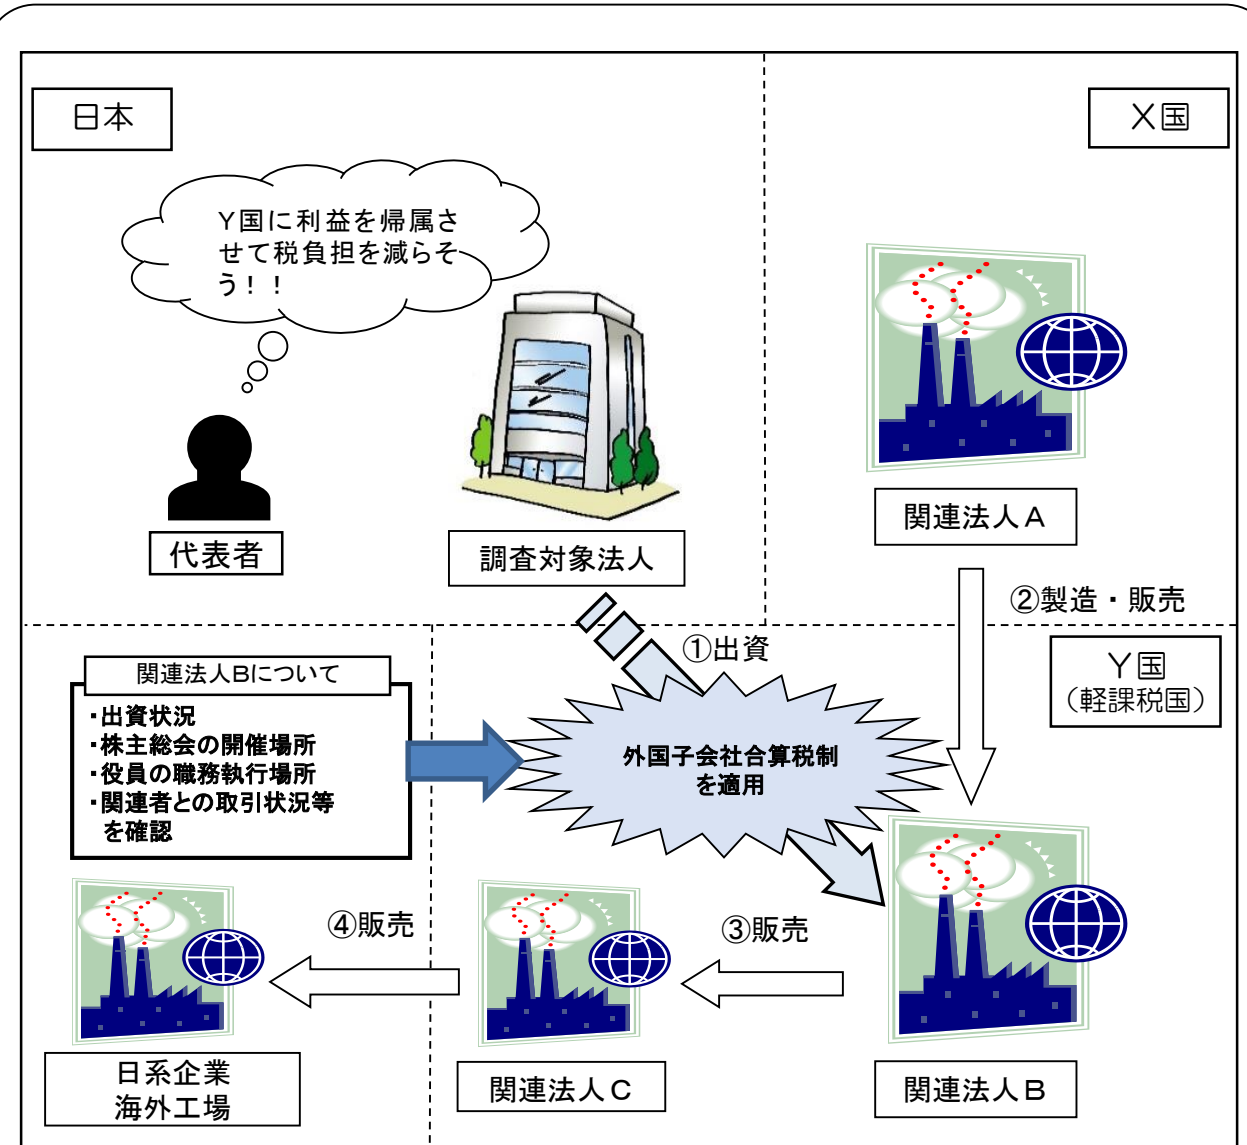 日本
X国
Y国に利益を帰属さ
せて税負担を減らそ
う！！
代表者
調査対象法人
関連法人A
②製造・販売
①出資
Y国
（軽課税国）
関連法人Bについて
・出資状況
・株主総会の開催場所
・役員の職務執行場所
・関連者との取引状況等
を確認
外国子会社合算税制
を適用
④販売
③販売
日系企業
海外工場
関連法人C
関連法人B